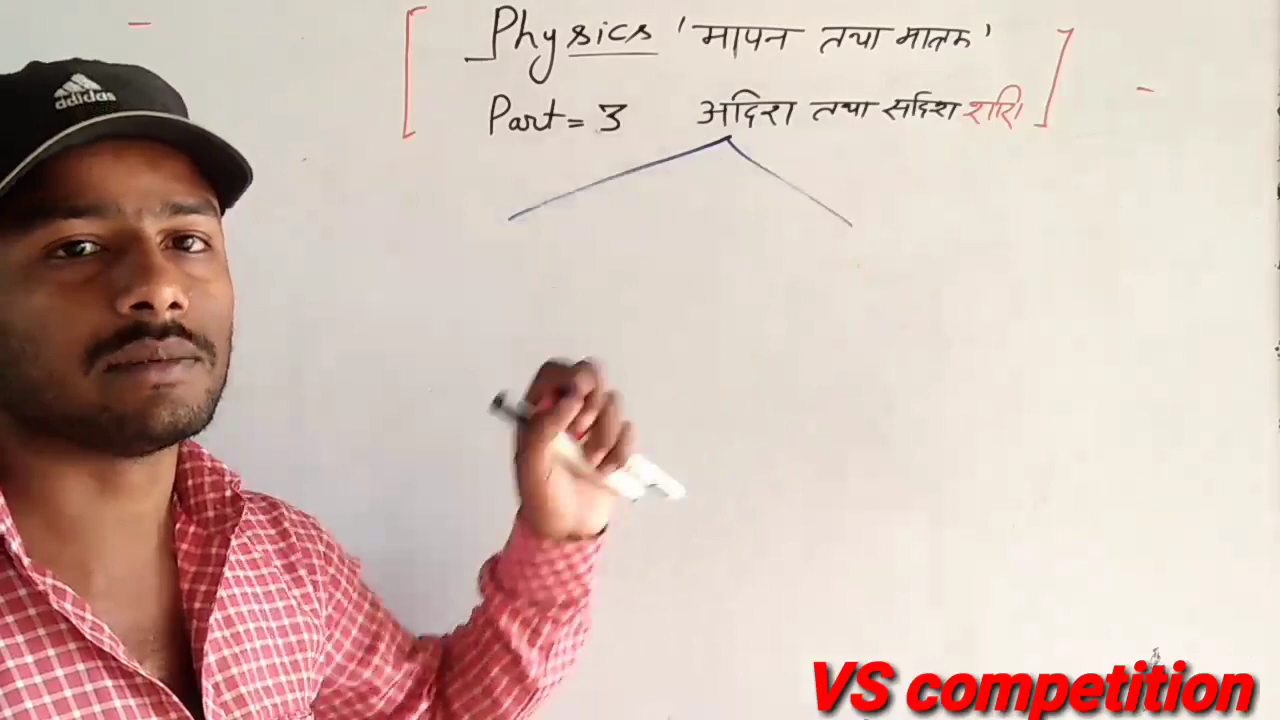 Physics 'मापन तथा मात्रक'
Part = 3 अदिश तथा सदिश राशि
adidas
VS competition